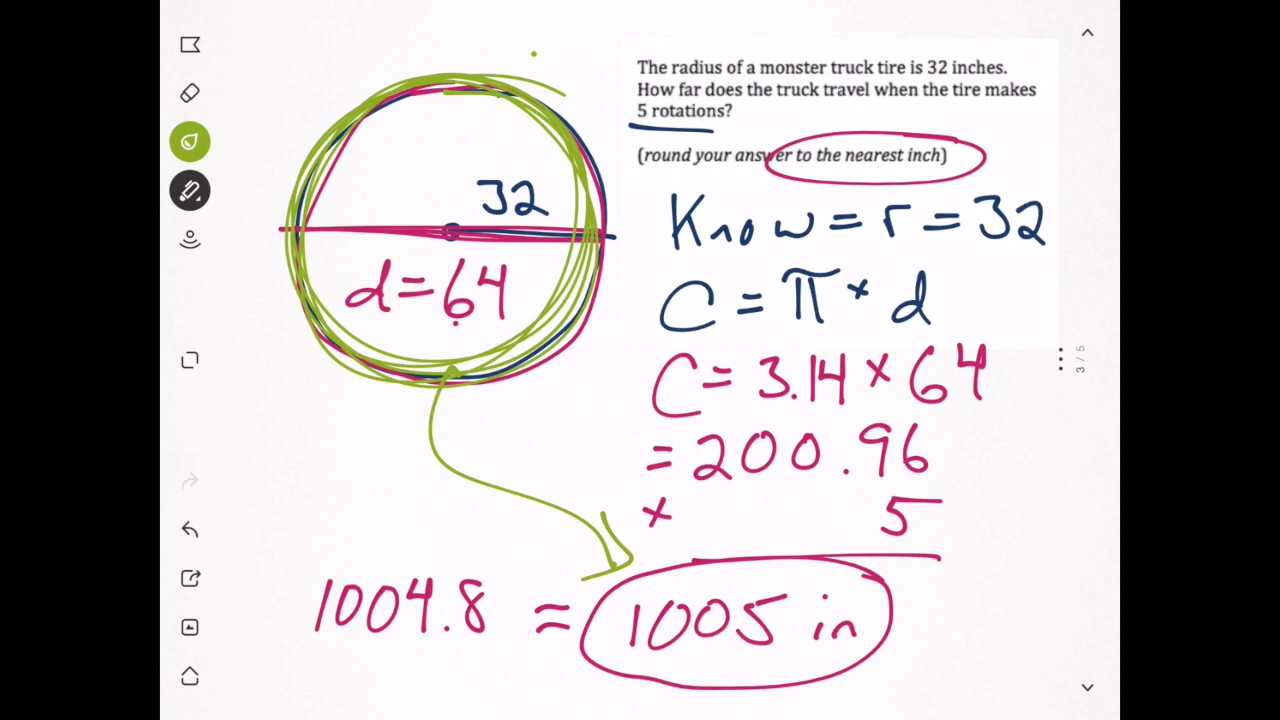 The radius of a monster truck tire is 32 inches.
How far does the truck travel when the tire makes
5 rotations?
(round your answer to the nearest inch)
32
d=64
Know = r = 32
C = π × d
C = 3.14 × 64
= 200.96
× 5
1004.8 = 1005 in
3 / 5